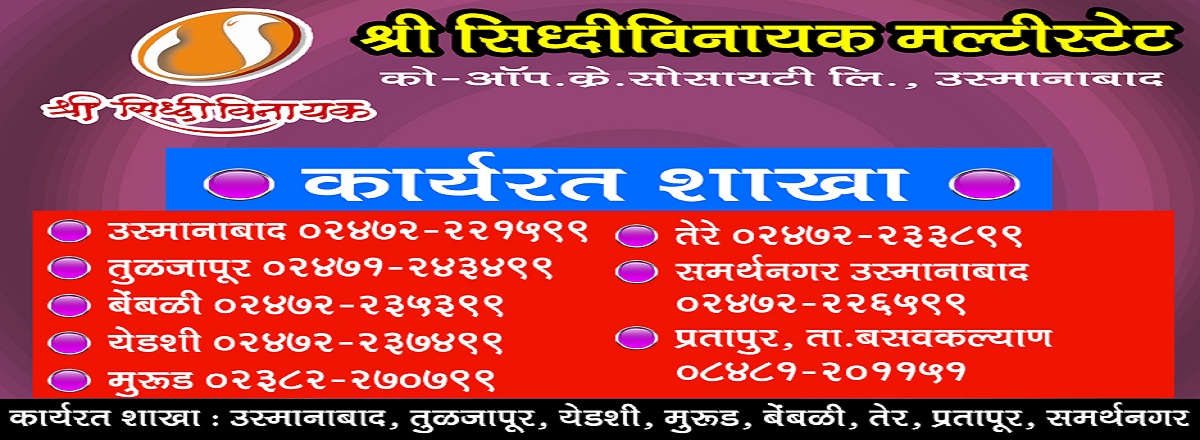 श्री सिध्दीविनायक
श्री सिध्दीविनायक मल्टीस्टेट
को-ऑप.क्रे.सोसायटी लि., उस्मानाबाद
कार्यरत शाखा
उस्मानाबाद ०२४७२-२२१५९९
तुळजापूर ०२४७१-२४३४९९
बेंबळी ०२४७२-२३५३९९
येडशी ०२४७२-२३७४९९
मुरूड ०२३८२-२७०७९९
तेरे ०२४७२-२३३८९९
समर्थनगर उस्मानाबाद
०२४७२-२२६५९९
प्रतापुर, ता.बसवकल्याण
०८४८१-२०११५१
कार्यरत शाखा : उस्मानाबाद, तुळजापूर, येडशी, मुरूड, बेंबळी, तेर, प्रतापूर, समर्थनगर